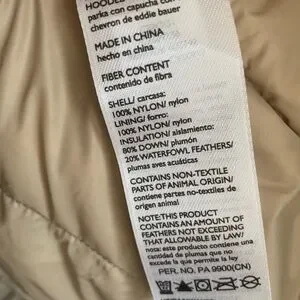 HOODED
parka con capucha con
chevron de eddie bauer
MADE IN CHINA
hecho en china
FIBER CONTENT
contenido de fibra
SHELL/ carcasa:
100% NYLON/ nylon
LINING/ forro:
100% NYLON/ nylon
INSULATION/ aislamiento:
80% DOWN/ plumón
20% WATERFOWL FEATHERS/
plumas aves acuáticas
CONTAINS NON-TEXTILE
PARTS OF ANIMAL ORIGIN/
contiene partes no-textiles de
origen animal
NOTE:THIS PRODUCT
CONTAINS AN AMOUNT OF
FEATHERS NOT EXCEEDING
THAT ALLOWABLE BY LAW/
nota: este producto contiene una
cantidad de plumas que no
excede la que permite la ley
PER. NO. PA 9900(CN)